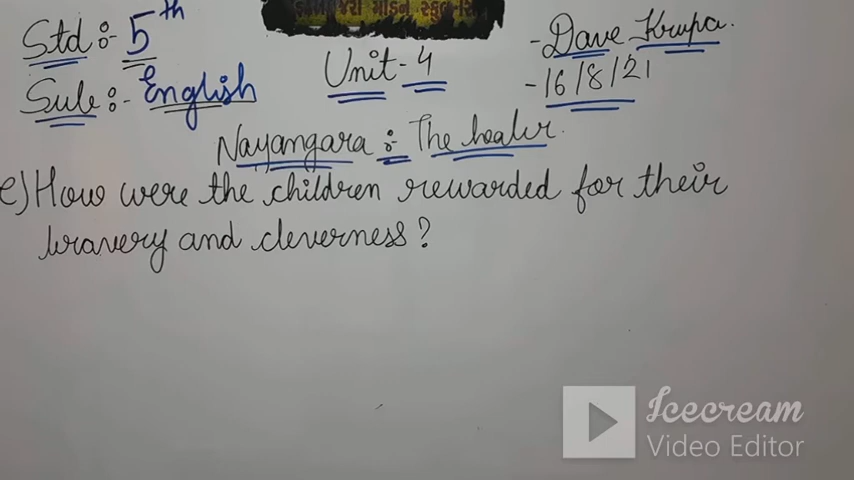 Std :- 5th
Sub :- English
Unit - 4
- Dave Krupa.
- 16/8/21
Nayangara :- The healer.
e) How were the children rewarded for their
bravery and cleverness?
Icecream
Video Editor